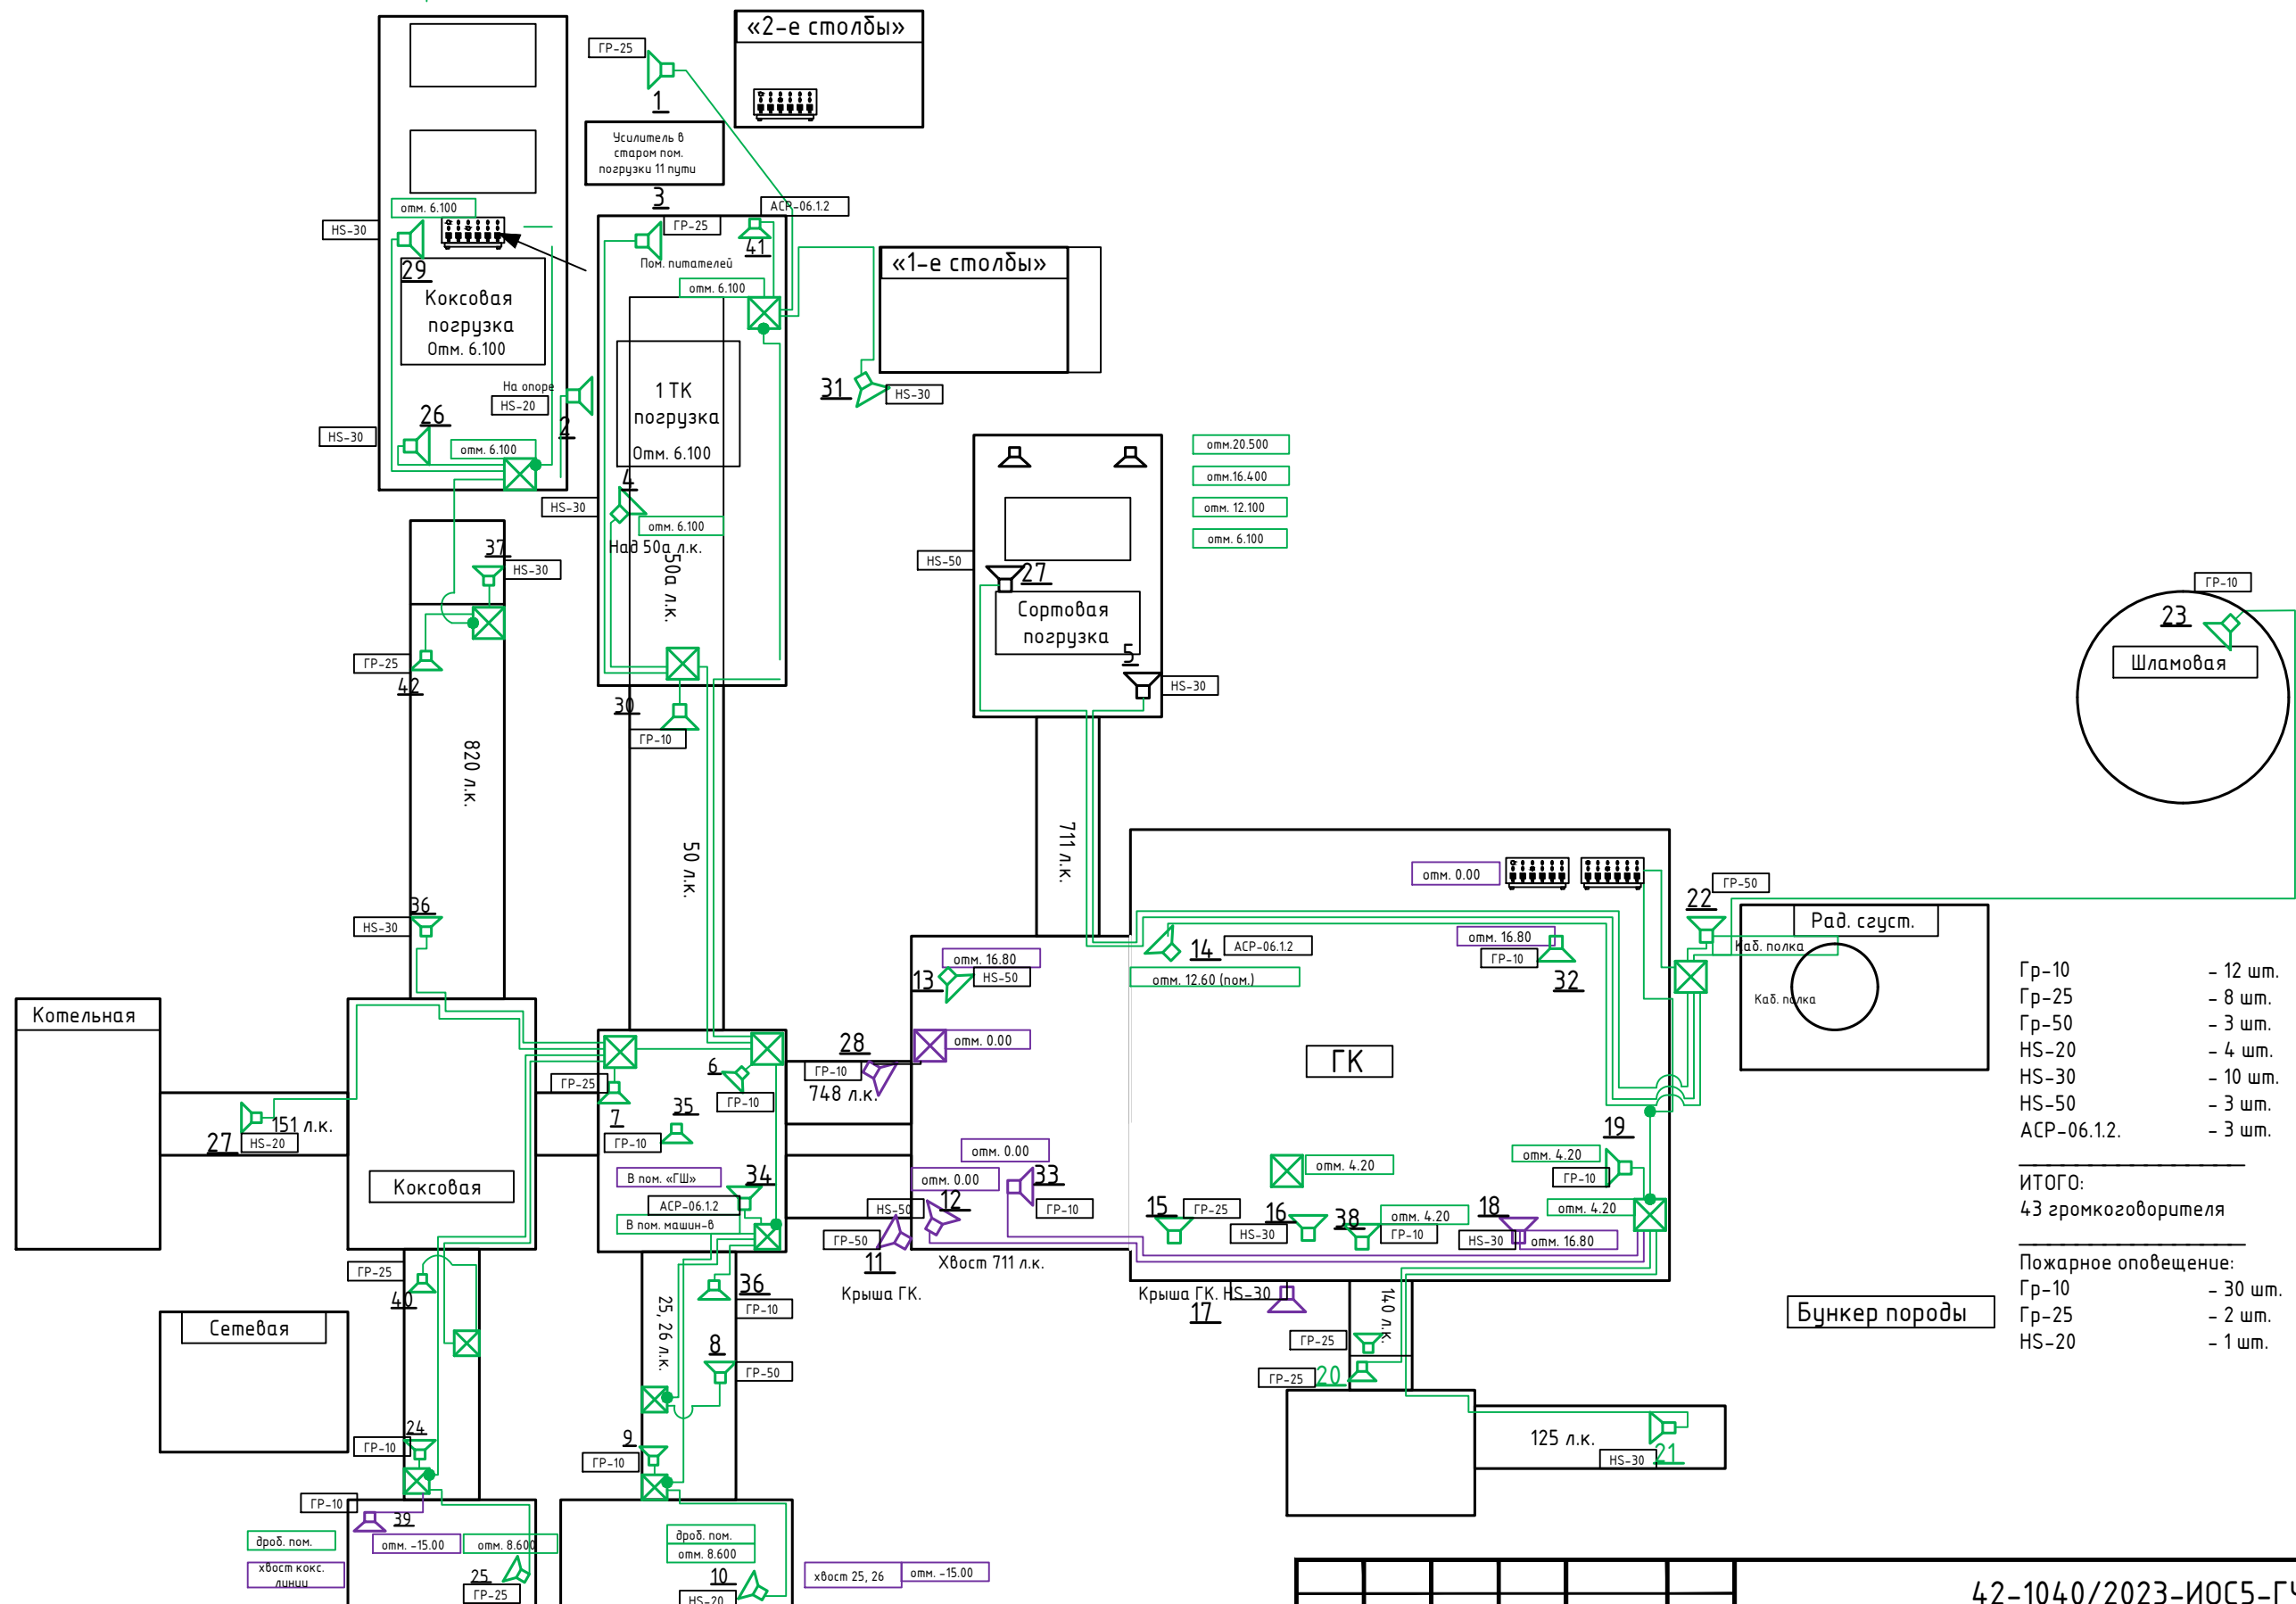 «2-е столбы»
ГР-25
1
Усилитель в
старом пом.
погрузки 11 пути
3
АСР-06.1.2
отм. 6.100
HS-30
29
Коксовая
погрузка
Отм. 6.100
ГР-25
41
Пом. питателей
отм. 6.100
«1-е столбы»
31
HS-30
На опоре
HS-20
2
26
HS-30
отм. 6.100
1 ТК
погрузка
Отм. 6.100
4
HS-30
отм. 6.100
Над 50а л.к.
50а л.к.
отм.20.500
отм.16.400
отм. 12.100
отм. 6.100
HS-50
27
Сортовая
погрузка
5
HS-30
37
HS-30
ГР-25
42
30
ГР-10
820 л.к.
50 л.к.
711 л.к.
ГР-10
23
Шламовая
36
HS-30
отм. 0.00
22
ГР-50
Рад. сгуст.
Каб. полка
Каб. полка
14
АСР-06.1.2
отм. 12.60 (пом.)
отм. 16.80
ГР-10
32
13
отм. 16.80
HS-50
отм. 0.00
ГК
Котельная
27
HS-20
151 л.к.
Коксовая
ГР-25
7
6
ГР-10
35
ГР-10
28
ГР-10
748 л.к.
В пом. «ГШ»
34
АСР-06.1.2
В пом. машин-в
отм. 0.00
отм. 0.00
33
ГР-10
HS-50
12
ГР-50
11
Крыша ГК.
Хвост 711 л.к.
отм. 4.20
15
ГР-25
16
HS-30
38
отм. 4.20
ГР-10
18
HS-30
отм. 16.80
19
отм. 4.20
ГР-10
отм. 4.20
Крыша ГК. HS-30
17
140 л.к.
ГР-25
ГР-25
20
125 л.к.
HS-30
21
Бункер породы
Гр-10 - 12 шт.
Гр-25 - 8 шт.
Гр-50 - 3 шт.
HS-20 - 4 шт.
HS-30 - 10 шт.
HS-50 - 3 шт.
АСР-06.1.2. - 3 шт.
ИТОГО:
43 громкоговорителя
Пожарное оповещение:
Гр-10 - 30 шт.
Гр-25 - 2 шт.
HS-20 - 1 шт.
ГР-25
40
Сетевая
25, 26 л.к.
36
ГР-10
8
ГР-50
24
ГР-10
9
ГР-10
ГР-10
39
дроб. пом.
отм. -15.00
отм. 8.600
хвост кокс.
линии
25
ГР-25
дроб. пом.
отм. 8.600
10
HS-20
хвост 25, 26
отм. -15.00
42-1040/2023-ИОС5-ГЧ